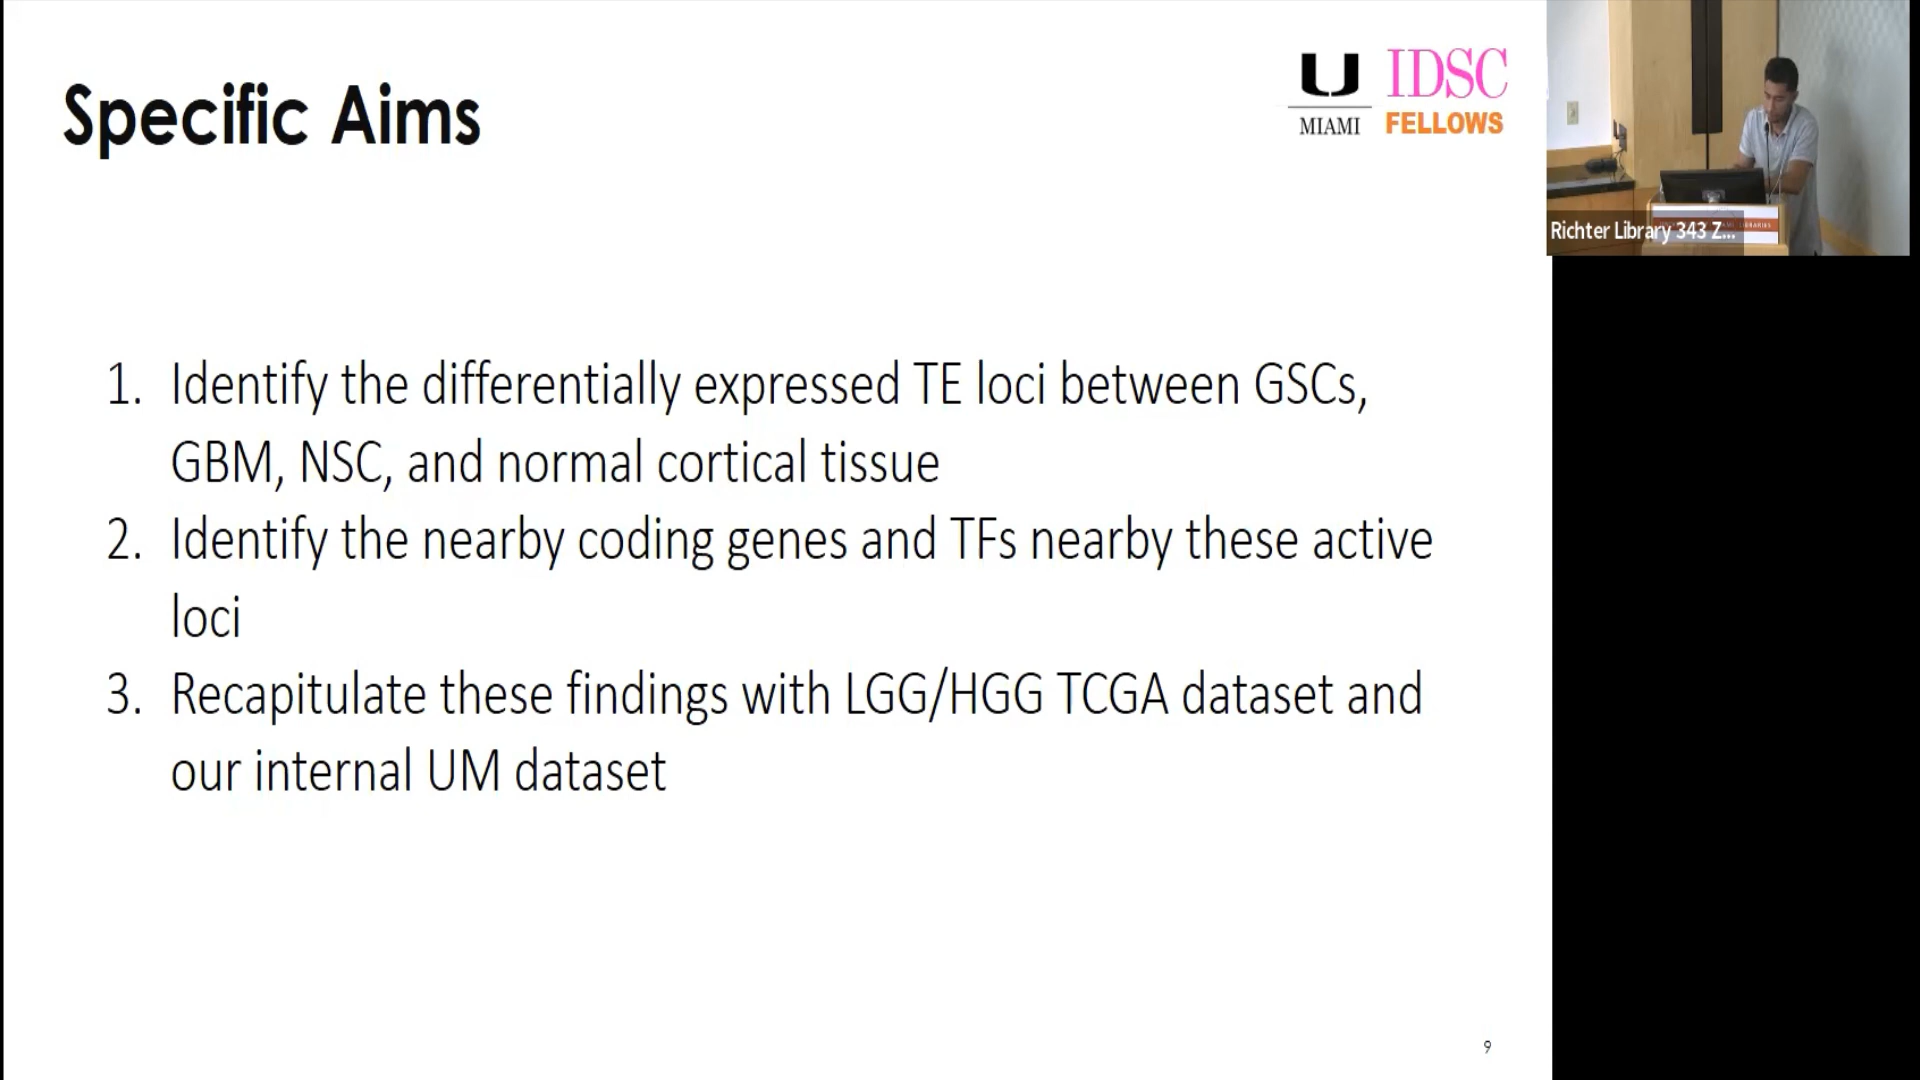 Specific Aims
U
MIAMI
IDSC
FELLOWS
Richter Library 343 Z...
1. Identify the differentially expressed TE loci between GSCs,
GBM, NSC, and normal cortical tissue
2. Identify the nearby coding genes and TFs nearby these active
loci
3. Recapitulate these findings with LGG/HGG TCGA dataset and
our internal UM dataset
9